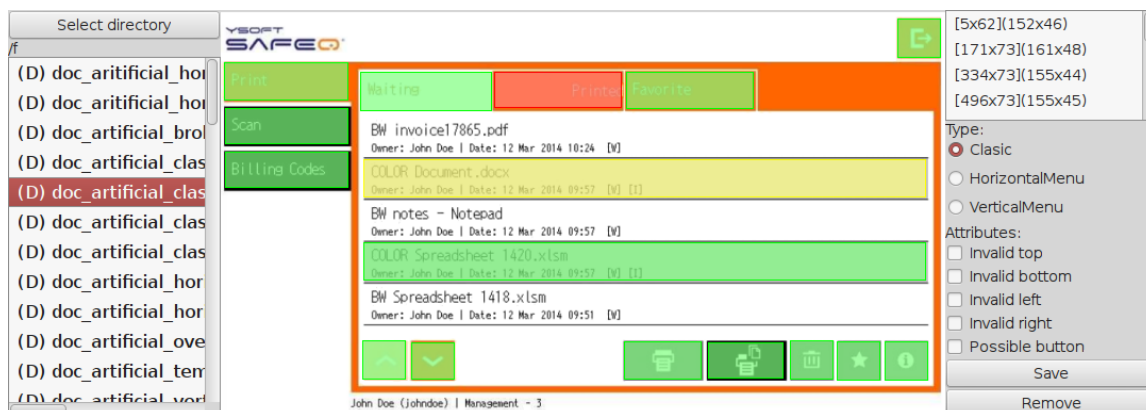 Select directory
/f
(D) doc_aritificial_hor
(D) doc_aritificial_hor
(D) doc_artificial_brol
(D) doc_artificial_clas
(D) doc_artificial_clas
(D) doc_artificial_clas
(D) doc_artificial_clas
(D) doc_artificial_hor
(D) doc_artificial_hor
(D) doc_artificial_ove
(D) doc_artificial_tem
(D) doc_artificial_vert
YSOFT
SAFEQ
Print
Scan
Billing Codes
Waiting Printed Favorite
BW invoice17865.pdf
Owner: John Doe | Date: 12 Mar 2014 10:24 [W]
COLOR Document.docx
Owner: John Doe | Date: 12 Mar 2014 09:57 [W] [I]
BW notes - Notepad
Owner: John Doe | Date: 12 Mar 2014 09:57 [W]
COLOR Spreadsheet 1420.xlsm
Owner: John Doe | Date: 12 Mar 2014 09:57 [W] [I]
BW Spreadsheet 1418.xlsm
Owner: John Doe | Date: 12 Mar 2014 09:51 [W]
John Doe (johndoe) | Management - 3
[5x62](152x46)
[171x73](161x48)
[334x73](155x44)
[496x73](155x45)
Type:
Clasic
HorizontalMenu
VerticalMenu
Attributes:
Invalid top
Invalid bottom
Invalid left
Invalid right
Possible button
Save
Remove